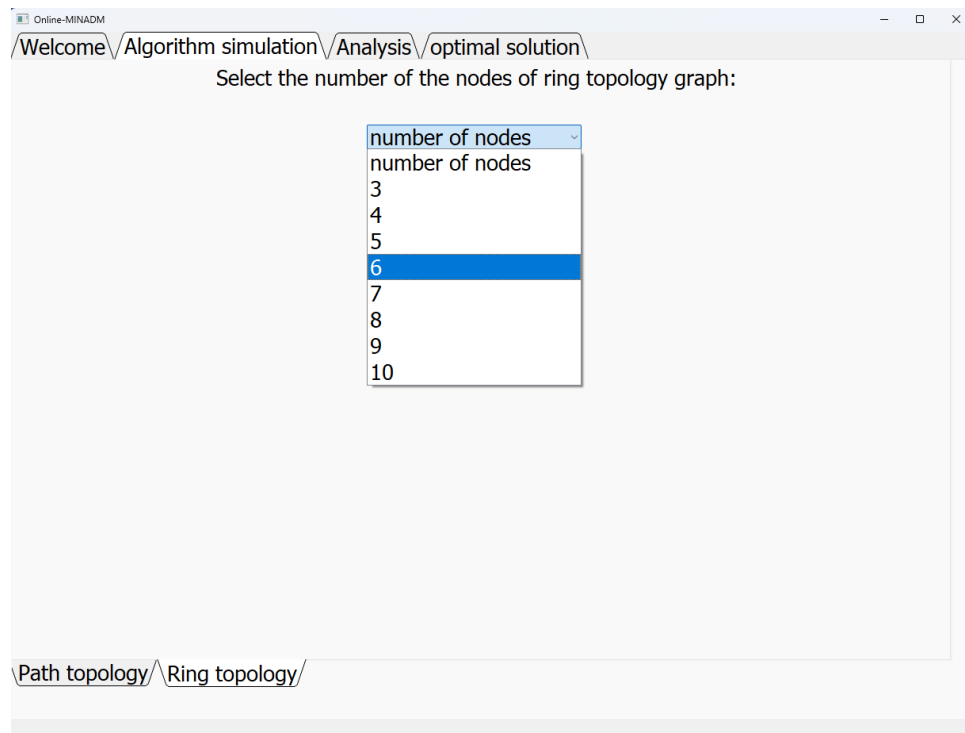 Online-MINADM
Welcome Algorithm simulation Analysis optimal solution
Select the number of the nodes of ring topology graph:
number of nodes
number of nodes
3
4
5
6
7
8
9
10
Path topology Ring topology